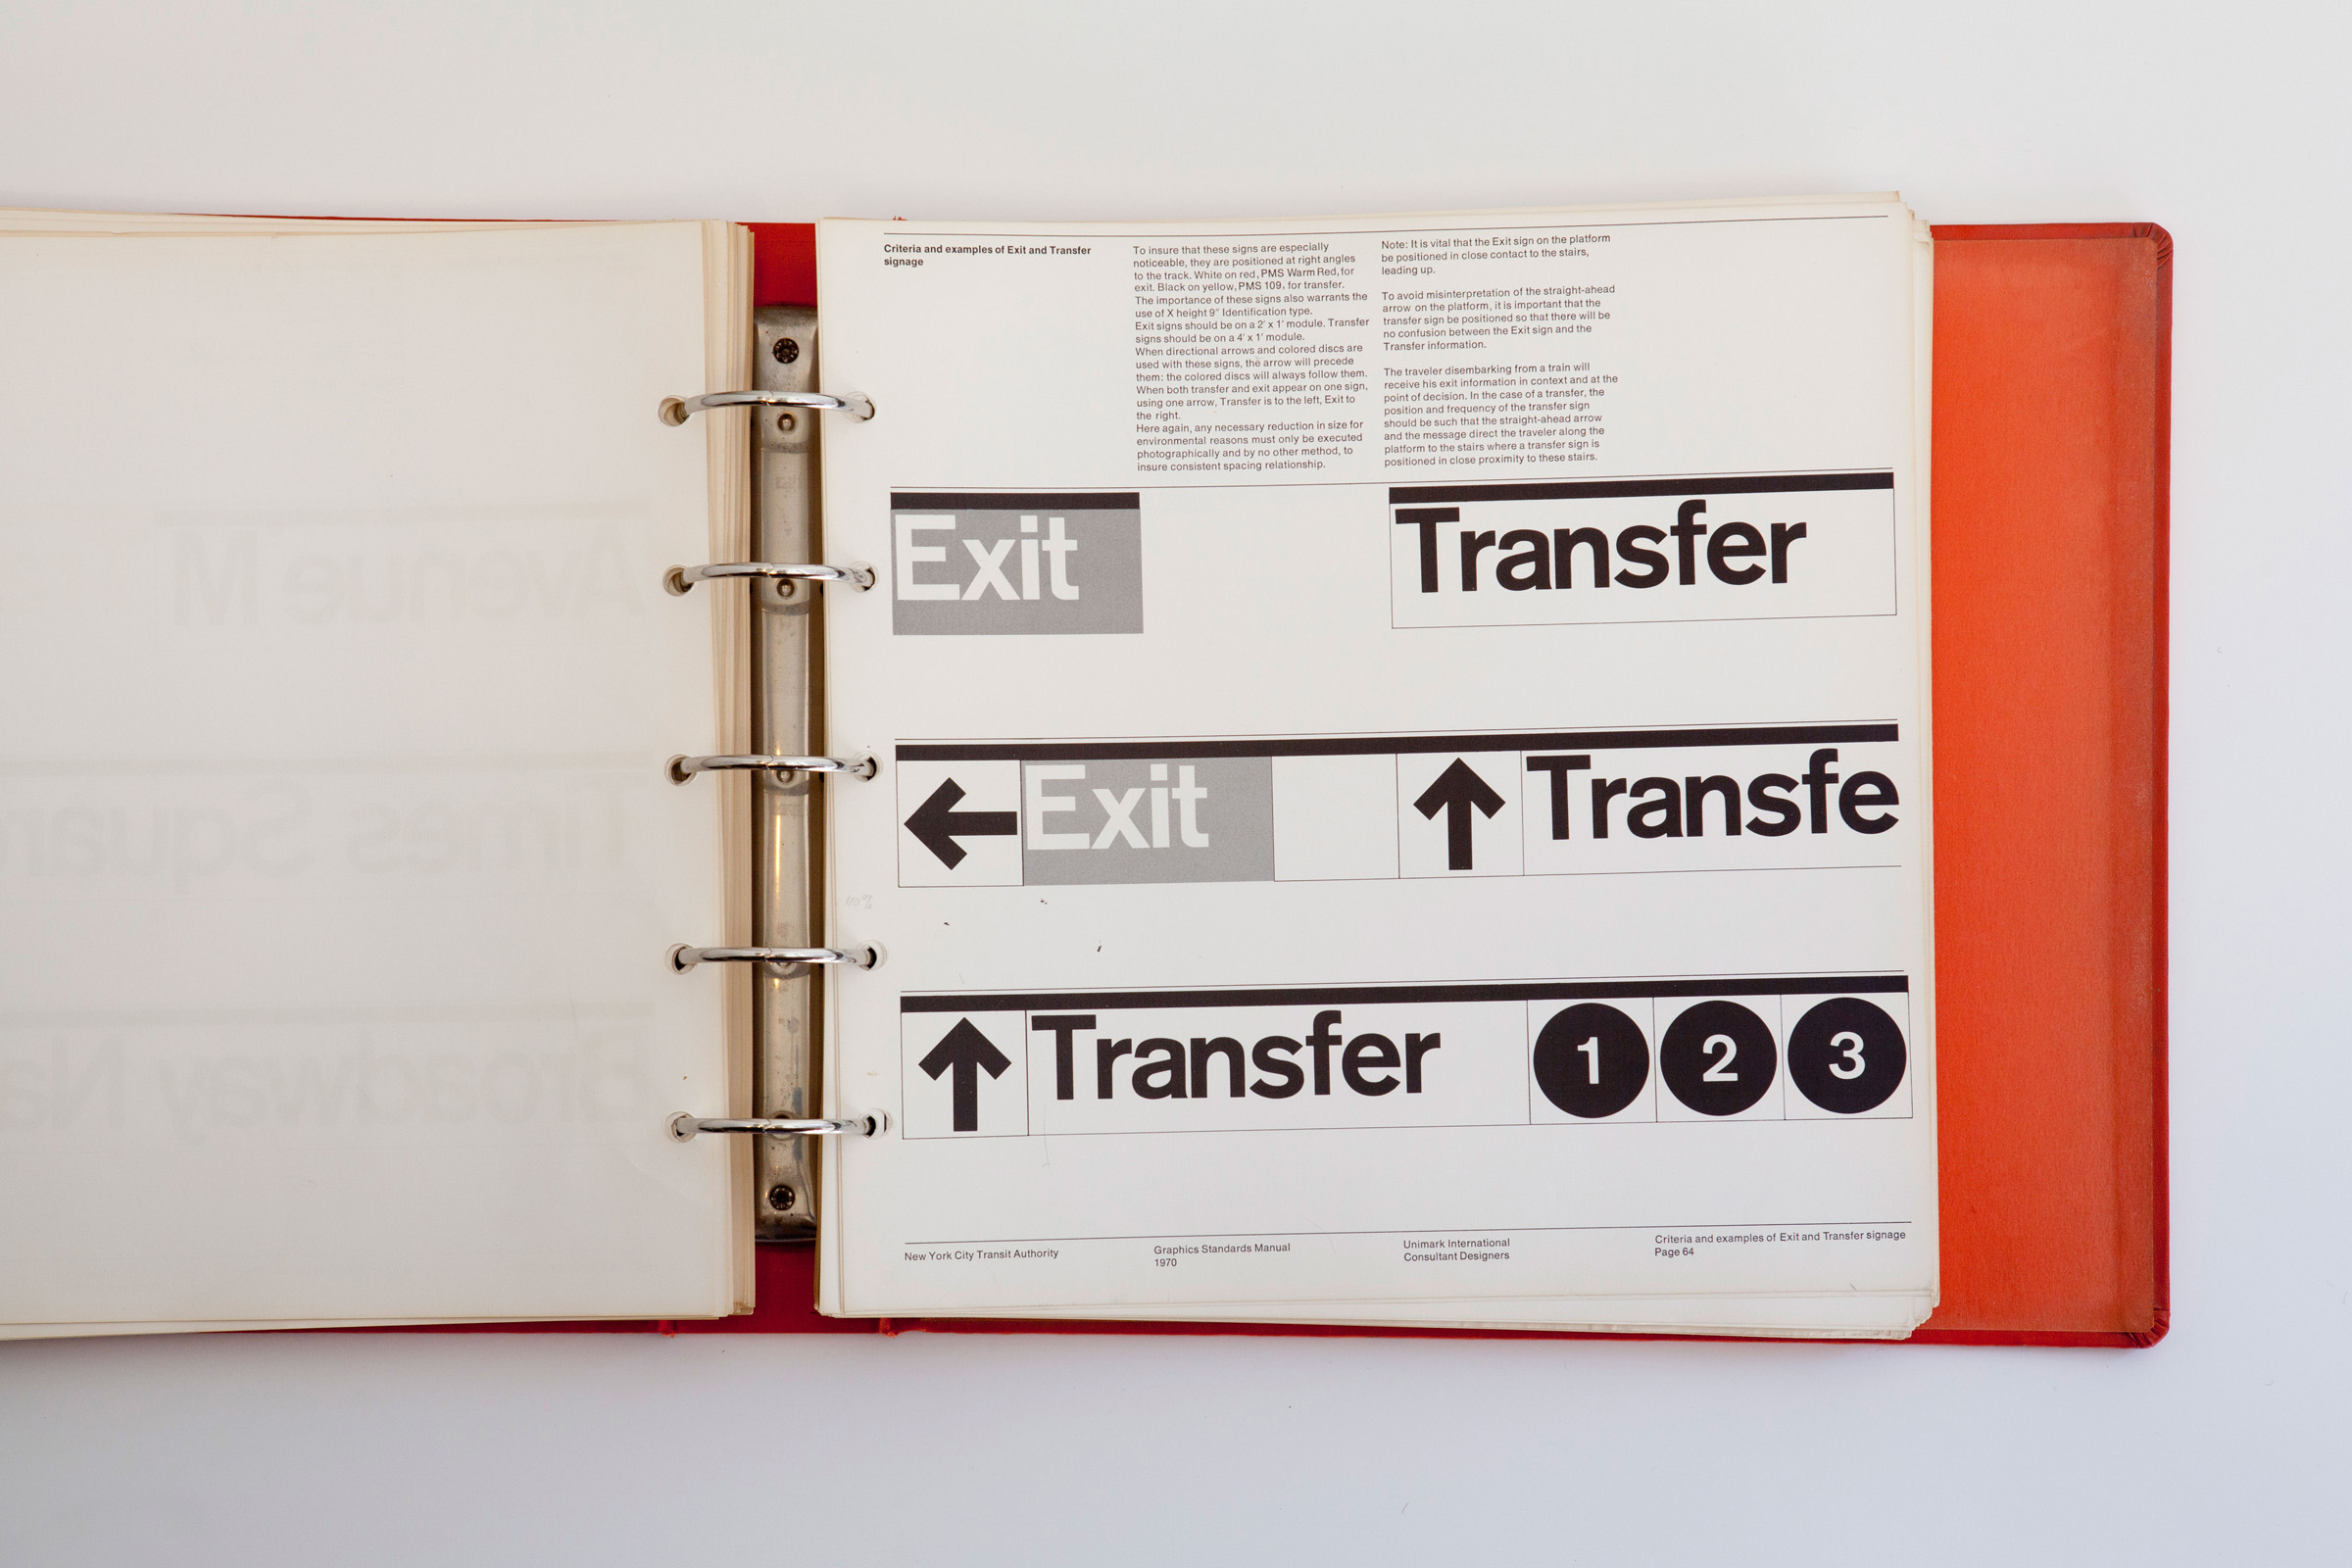 Criteria and examples of Exit and Transfer
signage
To insure that these signs are especially
noticeable, they are positioned at right angles
to the track. White on red, PMS Warm Red, for
exit. Black on yellow, PMS 109, for transfer.
The importance of these signs also warrants the
use of X height 9" Identification type.
Exit signs should be on a 2' x 1' module. Transfer
signs should be on a 4' x 1' module.
When directional arrows and colored discs are
used with these signs, the arrow will precede
them: the colored discs will always follow them.
When both transfer and exit appear on one sign,
using one arrow, Transfer is to the left, Exit to
the right.
Here again, any necessary reduction in size for
environmental reasons must only be executed
photographically and by no other method, to
insure consistent spacing relationship.
Note: It is vital that the Exit sign on the platform
be positioned in close contact to the stairs,
leading up.
To avoid misinterpretation of the straight-ahead
arrow on the platform, it is important that the
transfer sign be positioned so that there will be
no confusion between the Exit sign and the
Transfer information.
The traveler disembarking from a train will
receive his exit information in context and at the
point of decision. In the case of a transfer, the
position and frequency of the transfer sign
should be such that the straight-ahead arrow
and the message direct the traveler along the
platform to the stairs where a transfer sign is
positioned in close proximity to these stairs.
Exit
Transfer
← Exit ↑ Transfe
↑ Transfer 1 2 3
New York City Transit Authority
Graphics Standards Manual
1970
Unimark International
Consultant Designers
Criteria and examples of Exit and Transfer signage
Page 64
Avenue M
Times Squar
Broadway Na